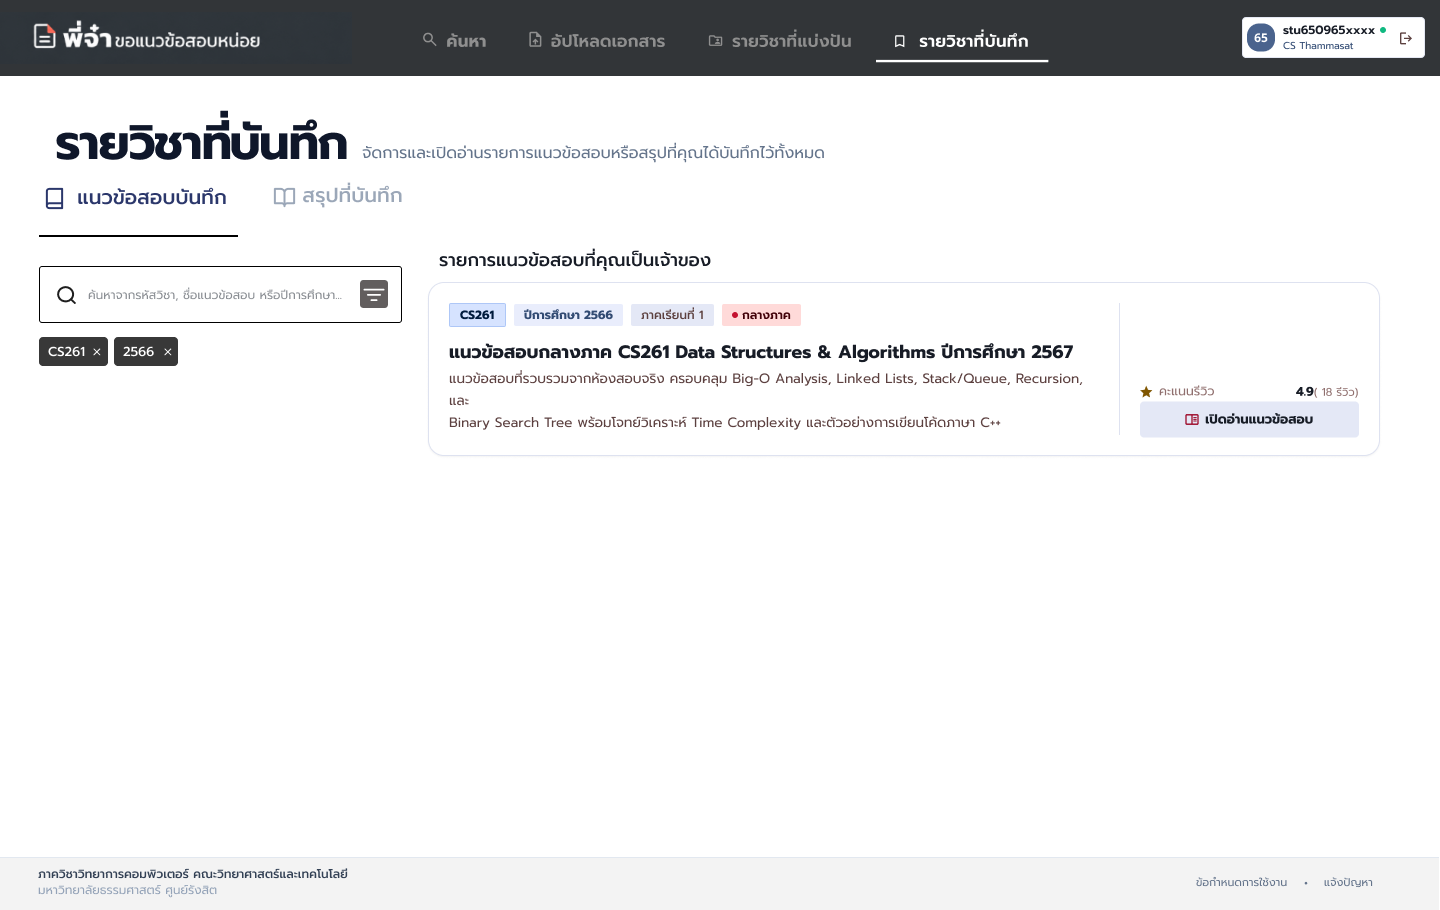 พี่จ๋า ขอแนวข้อสอบหน่อย
ค้นหา
อัปโหลดเอกสาร
รายวิชาที่แบ่งปัน
รายวิชาที่บันทึก
65
stu650965xxxx
CS Thammasat
รายวิชาที่บันทึก จัดการและเปิดอ่านรายการแนวข้อสอบหรือสรุปที่คุณได้บันทึกไว้ทั้งหมด
แนวข้อสอบบันทึก
สรุปที่บันทึก
ค้นหาจากรหัสวิชา, ชื่อแนวข้อสอบ หรือปีการศึกษา...
CS261 ×
2566 ×
รายการแนวข้อสอบที่คุณเป็นเจ้าของ
CS261
ปีการศึกษา 2566
ภาคเรียนที่ 1
กลางภาค
แนวข้อสอบกลางภาค CS261 Data Structures & Algorithms ปีการศึกษา 2567
แนวข้อสอบที่รวบรวมจากห้องสอบจริง ครอบคลุม Big-O Analysis, Linked Lists, Stack/Queue, Recursion,
และ
Binary Search Tree พร้อมโจทย์วิเคราะห์ Time Complexity และตัวอย่างการเขียนโค้ดภาษา C++
คะแนนรีวิว 4.9( 18 รีวิว)
เปิดอ่านแนวข้อสอบ
ภาควิชาวิทยาการคอมพิวเตอร์ คณะวิทยาศาสตร์และเทคโนโลยี
มหาวิทยาลัยธรรมศาสตร์ ศูนย์รังสิต
ข้อกำหนดการใช้งาน • แจ้งปัญหา